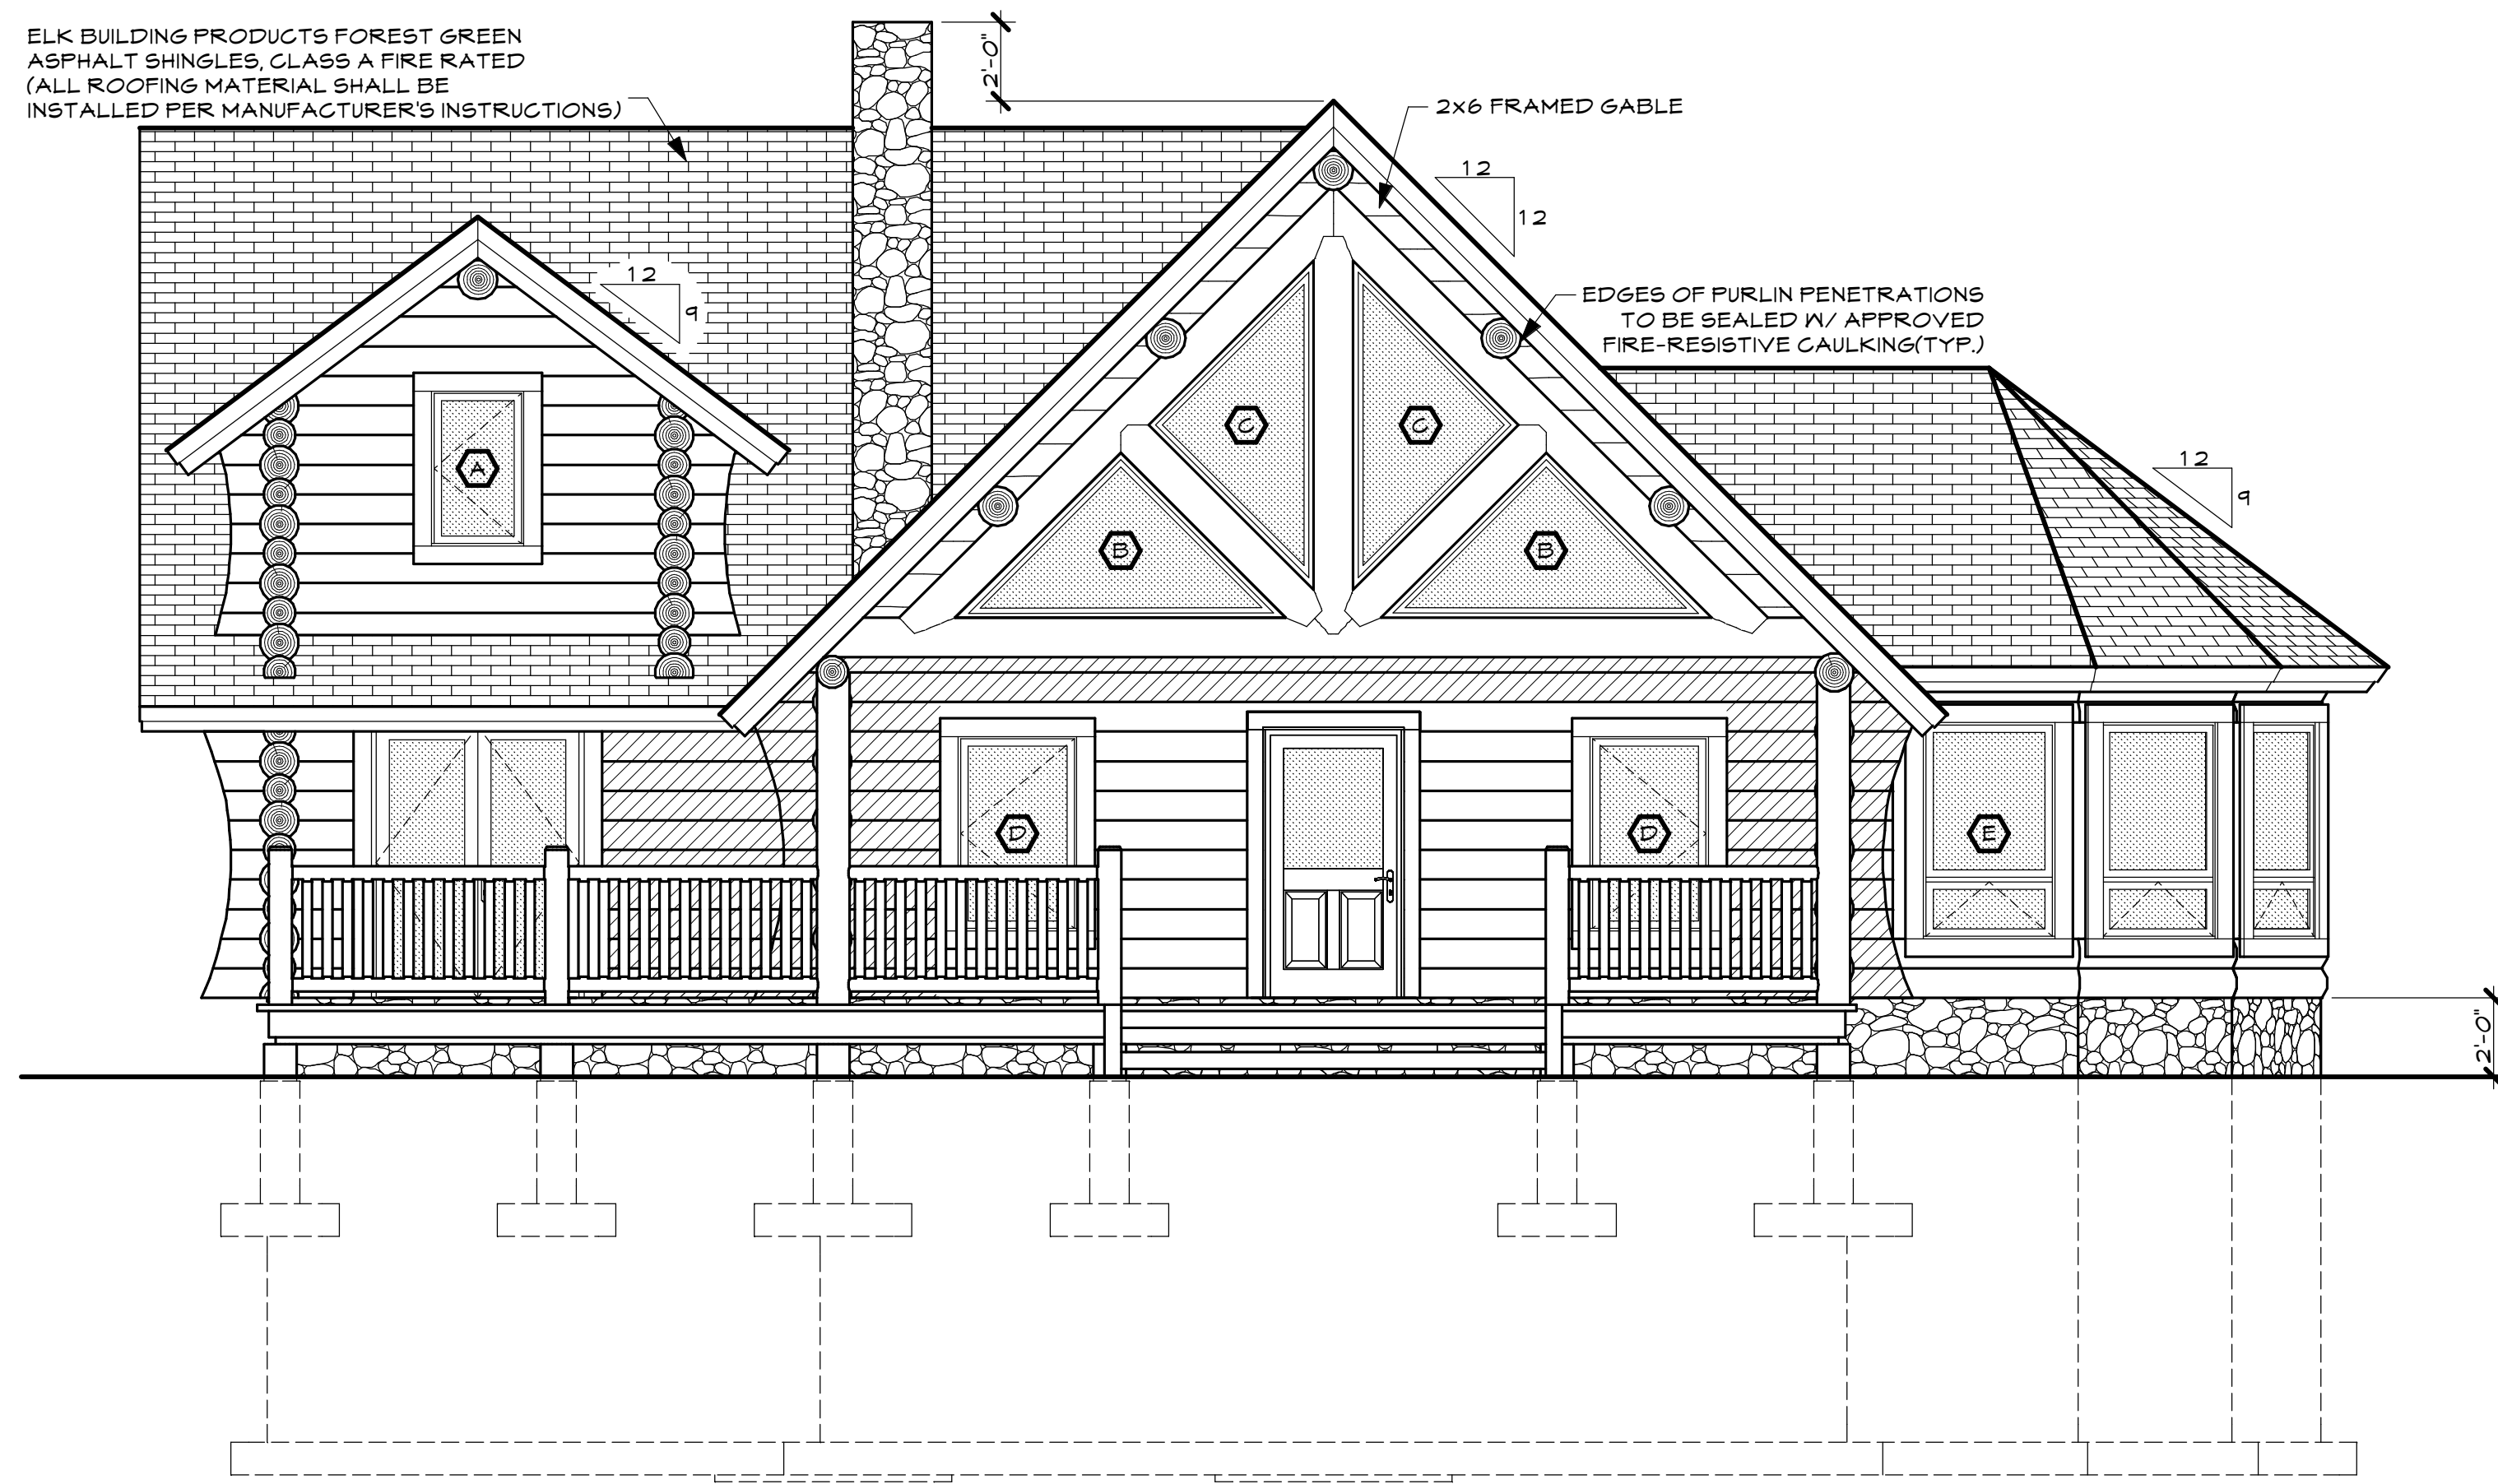 ELK BUILDING PRODUCTS FOREST GREEN
ASPHALT SHINGLES, CLASS A FIRE RATED
(ALL ROOFING MATERIAL SHALL BE
INSTALLED PER MANUFACTURER'S INSTRUCTIONS)
2'-0"
2X6 FRAMED GABLE
12
12
12
9
EDGES OF PURLIN PENETRATIONS
TO BE SEALED W/ APPROVED
FIRE-RESISTIVE CAULKING(TYP.)
12
9
A
C
C
B
B
D
D
E
2'-0"